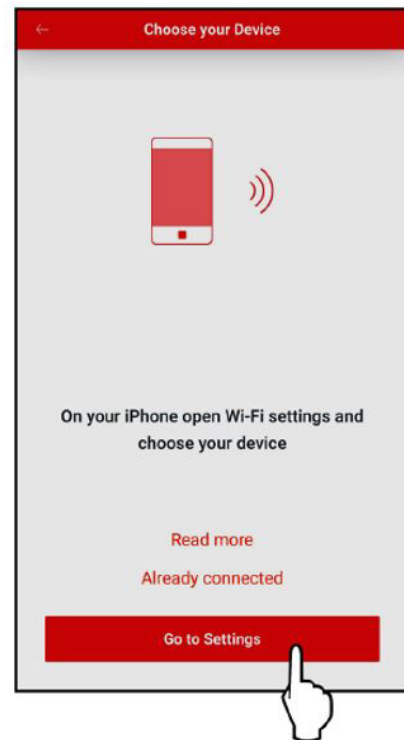 Choose your Device
On your iPhone open Wi-Fi settings and
choose your device
Read more
Already connected
Go to Settings